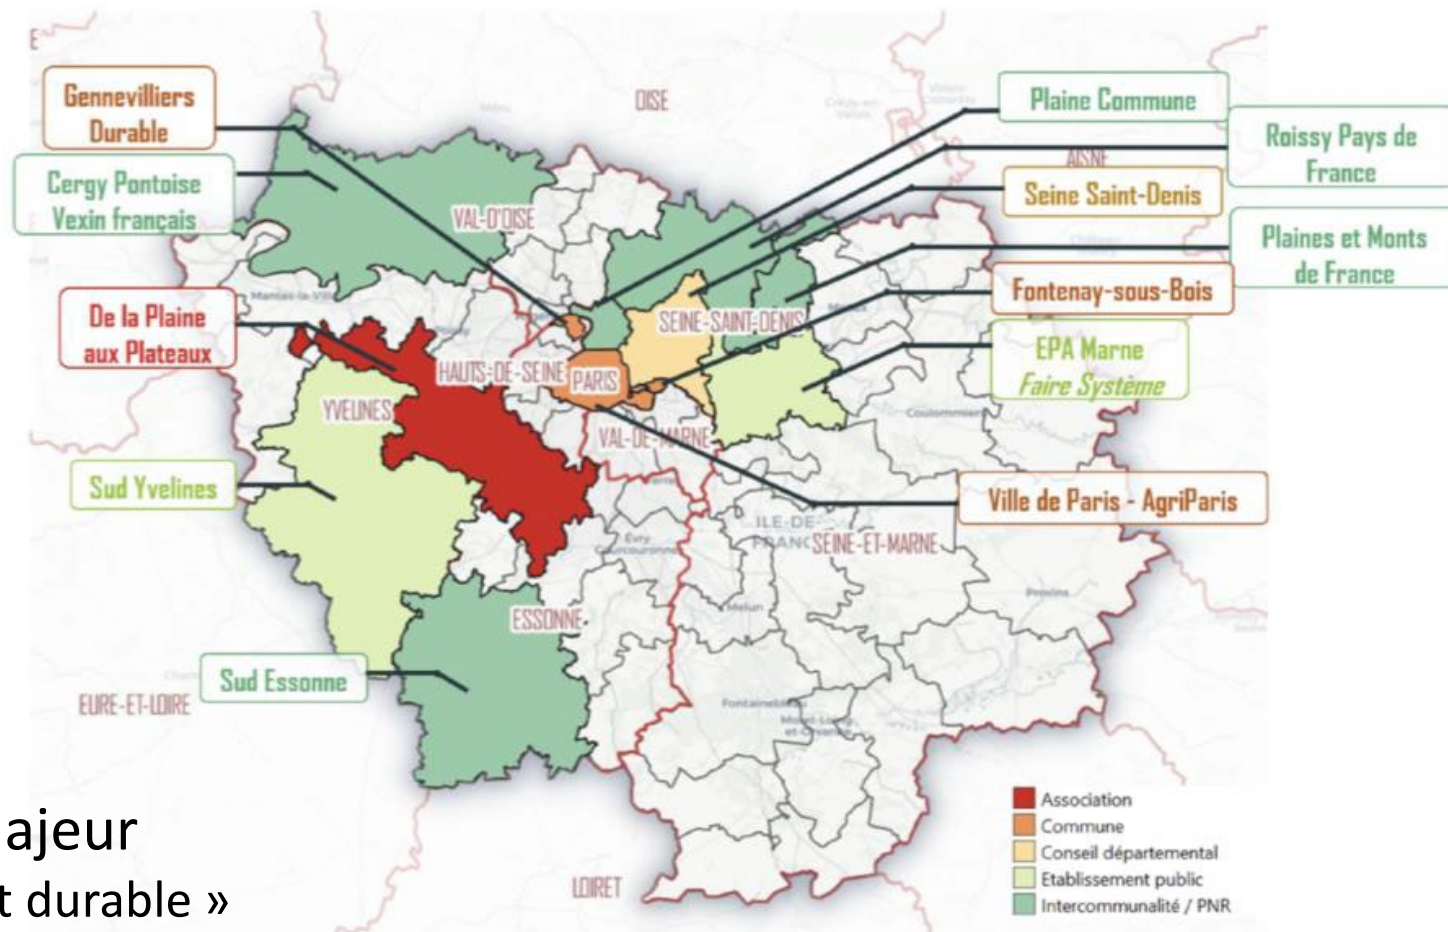 E
Gennevilliers
Durable
Cergy Pontoise
Vexin français
De la Plaine
aux Plateaux
Sud Yvelines
Sud Essonne
Plaine Commune
Roissy Pays de
France
Seine Saint-Denis
Plaines et Monts
de France
Fontenay-sous-Bois
EPA Marne
Faire Système
Ville de Paris - AgriParis
OISE
AISNE
VAL-D'OISE
SEINE-SAINT-DENIS
HAUTS-DE-SEINE
PARIS
YVELINES
VAL-DE-MARNE
ILE-DE-
FRANC
SEINE-ET-MARNE
Évry
Courcouronne
Coulommier
Melun
Provins
ESSONNE
EURE-ET-LOIRE
LOIRET
Association
Commune
Conseil départemental
Etablissement public
Intercommunalité / PNR
ajeur
t durable »